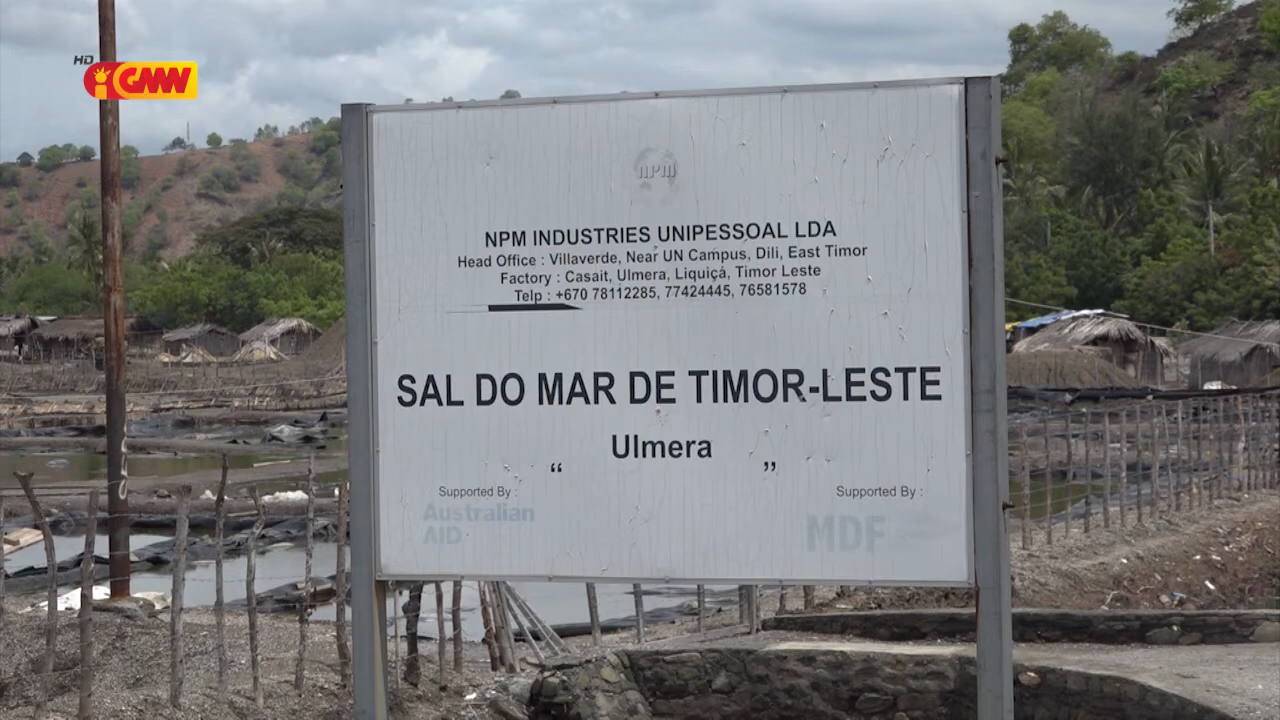 HD
GMN
NPM
NPM INDUSTRIES UNIPESSOAL LDA
Head Office : Villaverde, Near UN Campus, Dili, East Timor
Factory : Casait, Ulmera, Liquiçá, Timor Leste
Telp : +670 78112285, 77424445, 76581578
SAL DO MAR DE TIMOR-LESTE
Ulmera
“ ”
Supported By :
Australian
AID
Supported By :
MDF